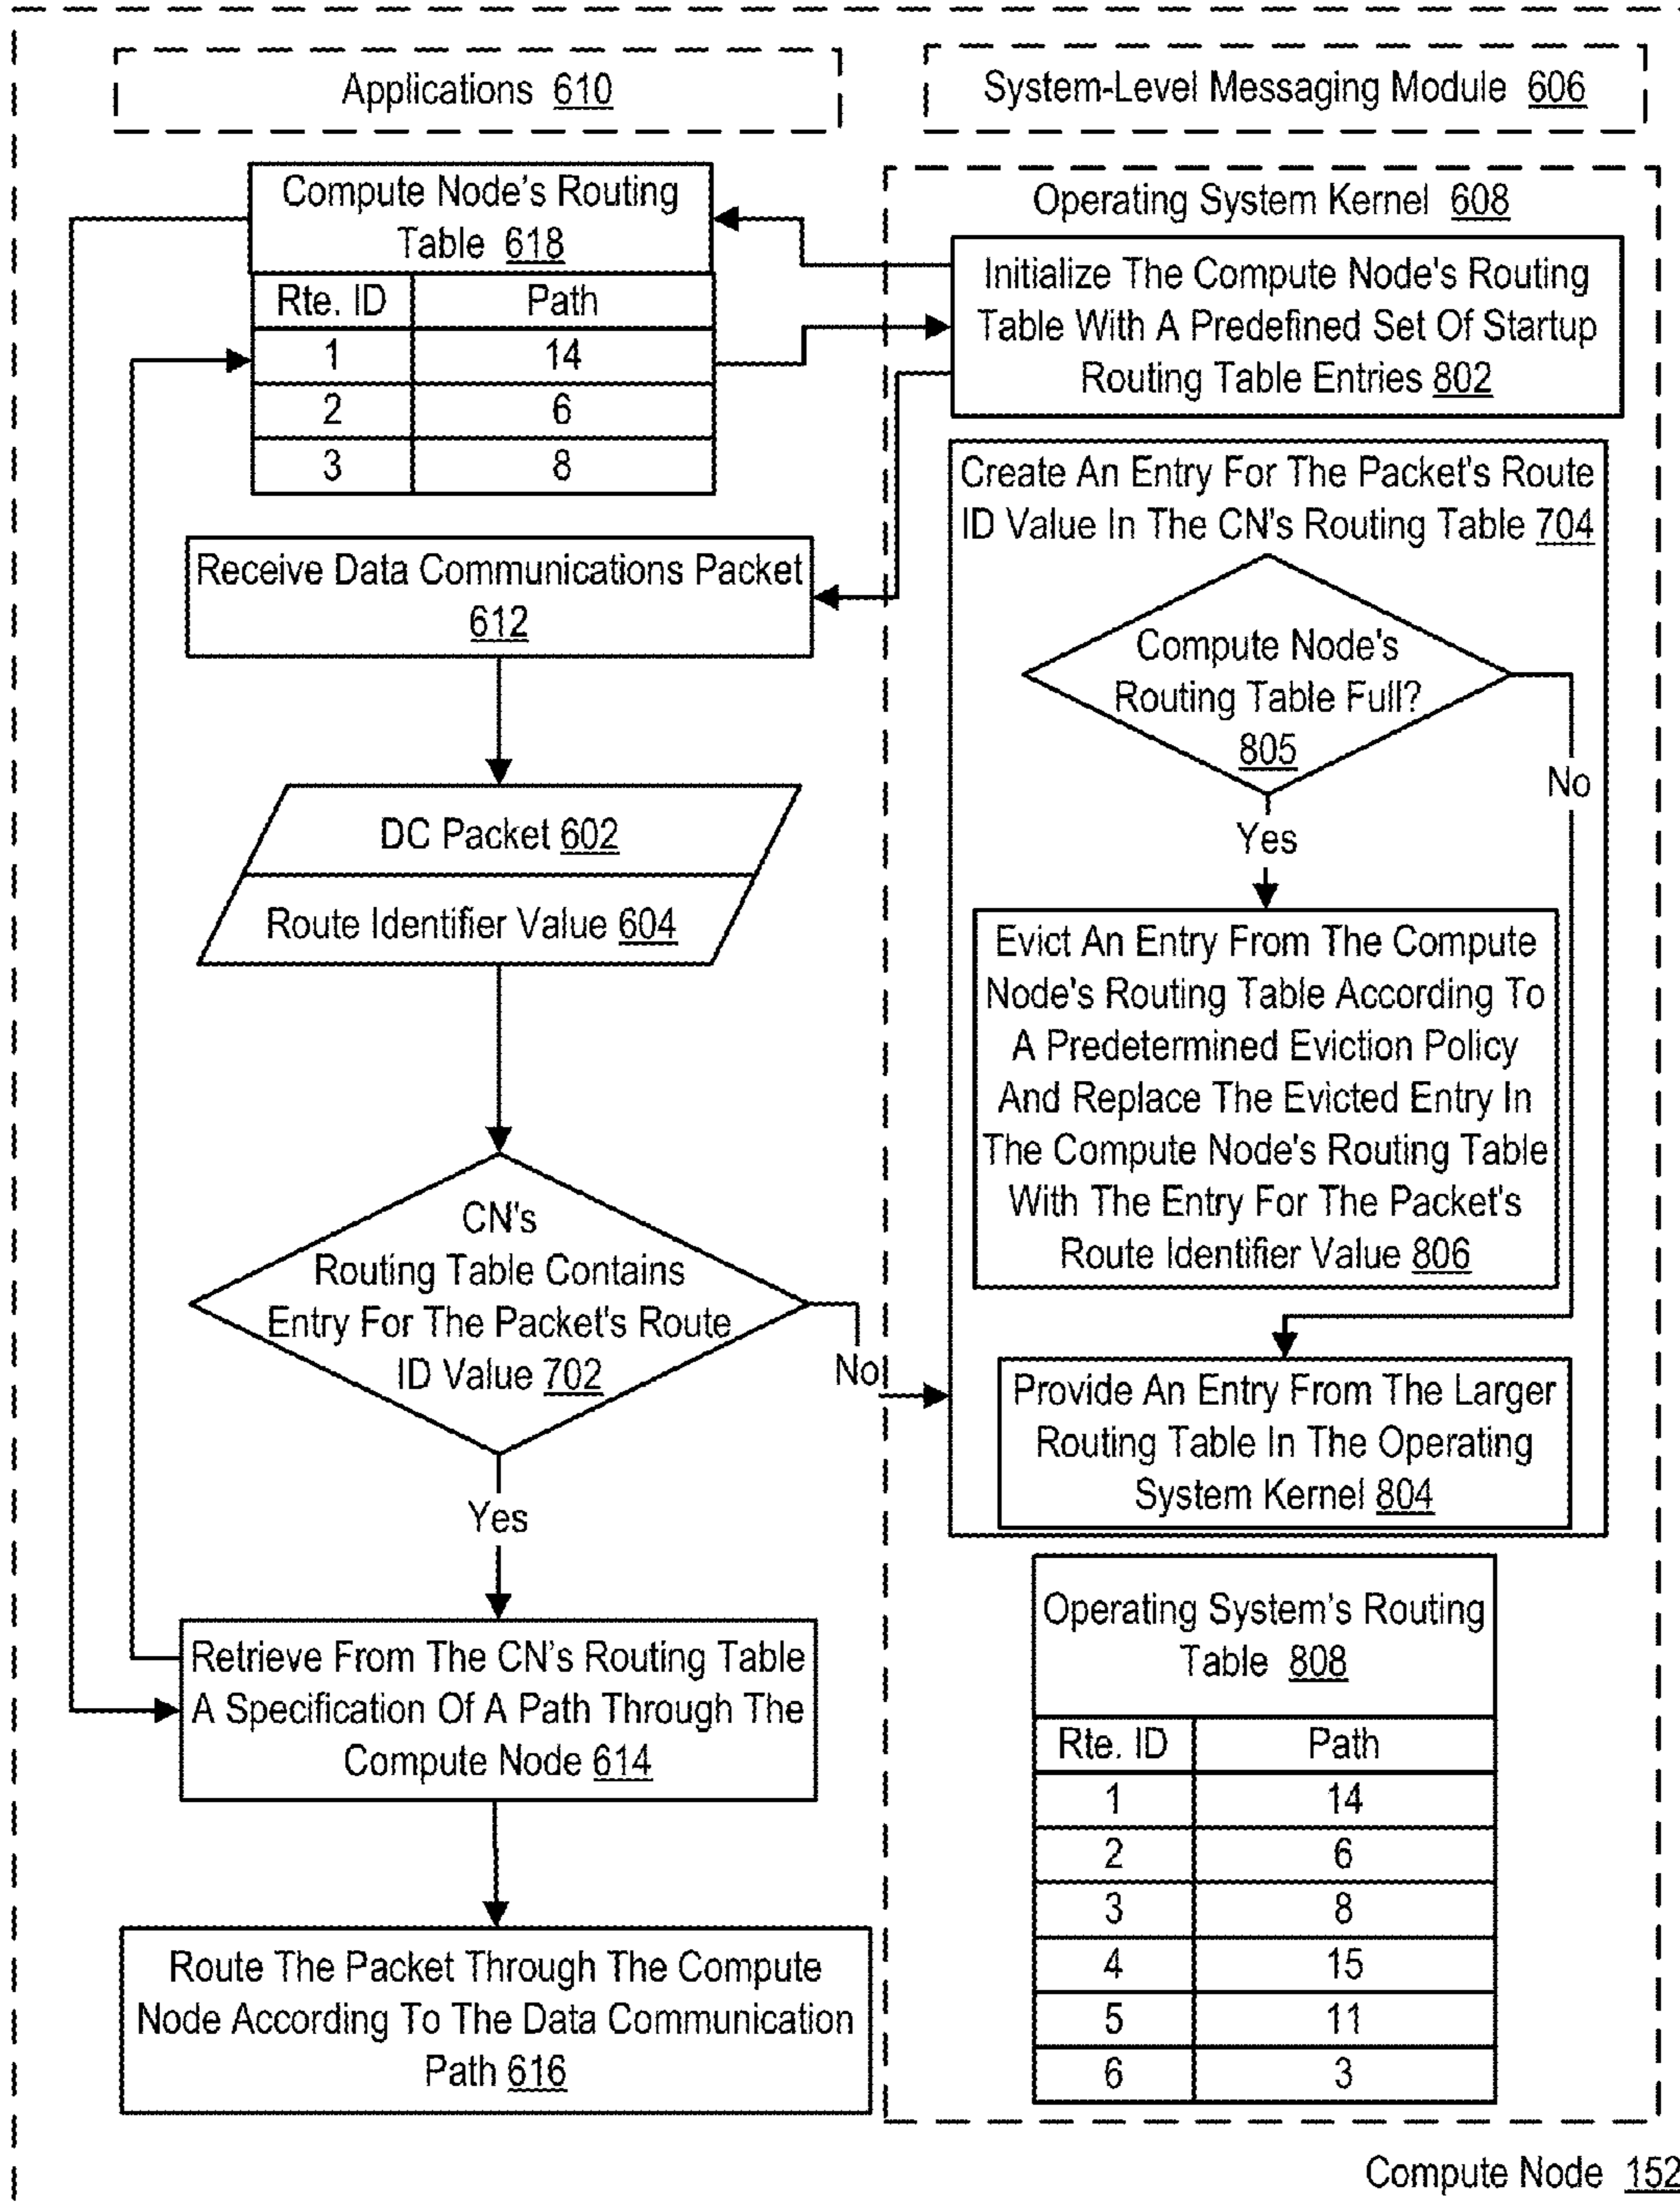 Applications 610
System-Level Messaging Module 606
Compute Node's Routing
Table 618
Rte. ID Path
1 14
2 6
3 8
Operating System Kernel 608
Initialize The Compute Node's Routing
Table With A Predefined Set Of Startup
Routing Table Entries 802
Receive Data Communications Packet
612
DC Packet 602
Route Identifier Value 604
CN's
Routing Table Contains
Entry For The Packet's Route
ID Value 702
No
Yes
Create An Entry For The Packet's Route
ID Value In The CN's Routing Table 704
Compute Node's
Routing Table Full?
805
No
Yes
Evict An Entry From The Compute
Node's Routing Table According To
A Predetermined Eviction Policy
And Replace The Evicted Entry In
The Compute Node's Routing Table
With The Entry For The Packet's
Route Identifier Value 806
Provide An Entry From The Larger
Routing Table In The Operating
System Kernel 804
Retrieve From The CN's Routing Table
A Specification Of A Path Through The
Compute Node 614
Route The Packet Through The Compute
Node According To The Data Communication
Path 616
Operating System's Routing
Table 808
Rte. ID Path
1 14
2 6
3 8
4 15
5 11
6 3
Compute Node 152